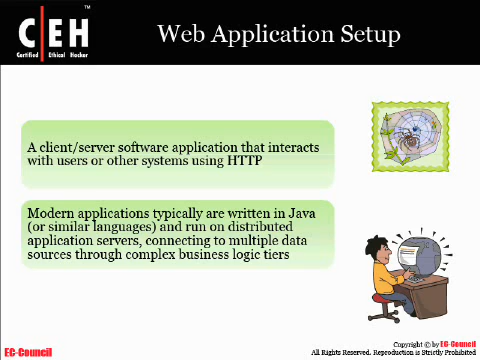 C|EH™
Certified Ethical Hacker
Web Application Setup
A client/server software application that interacts
with users or other systems using HTTP
Modern applications typically are written in Java
(or similar languages) and run on distributed
application servers, connecting to multiple data
sources through complex business logic tiers
EC-Council
Copyright © by EC-Council
All Rights Reserved. Reproduction is Strictly Prohibited